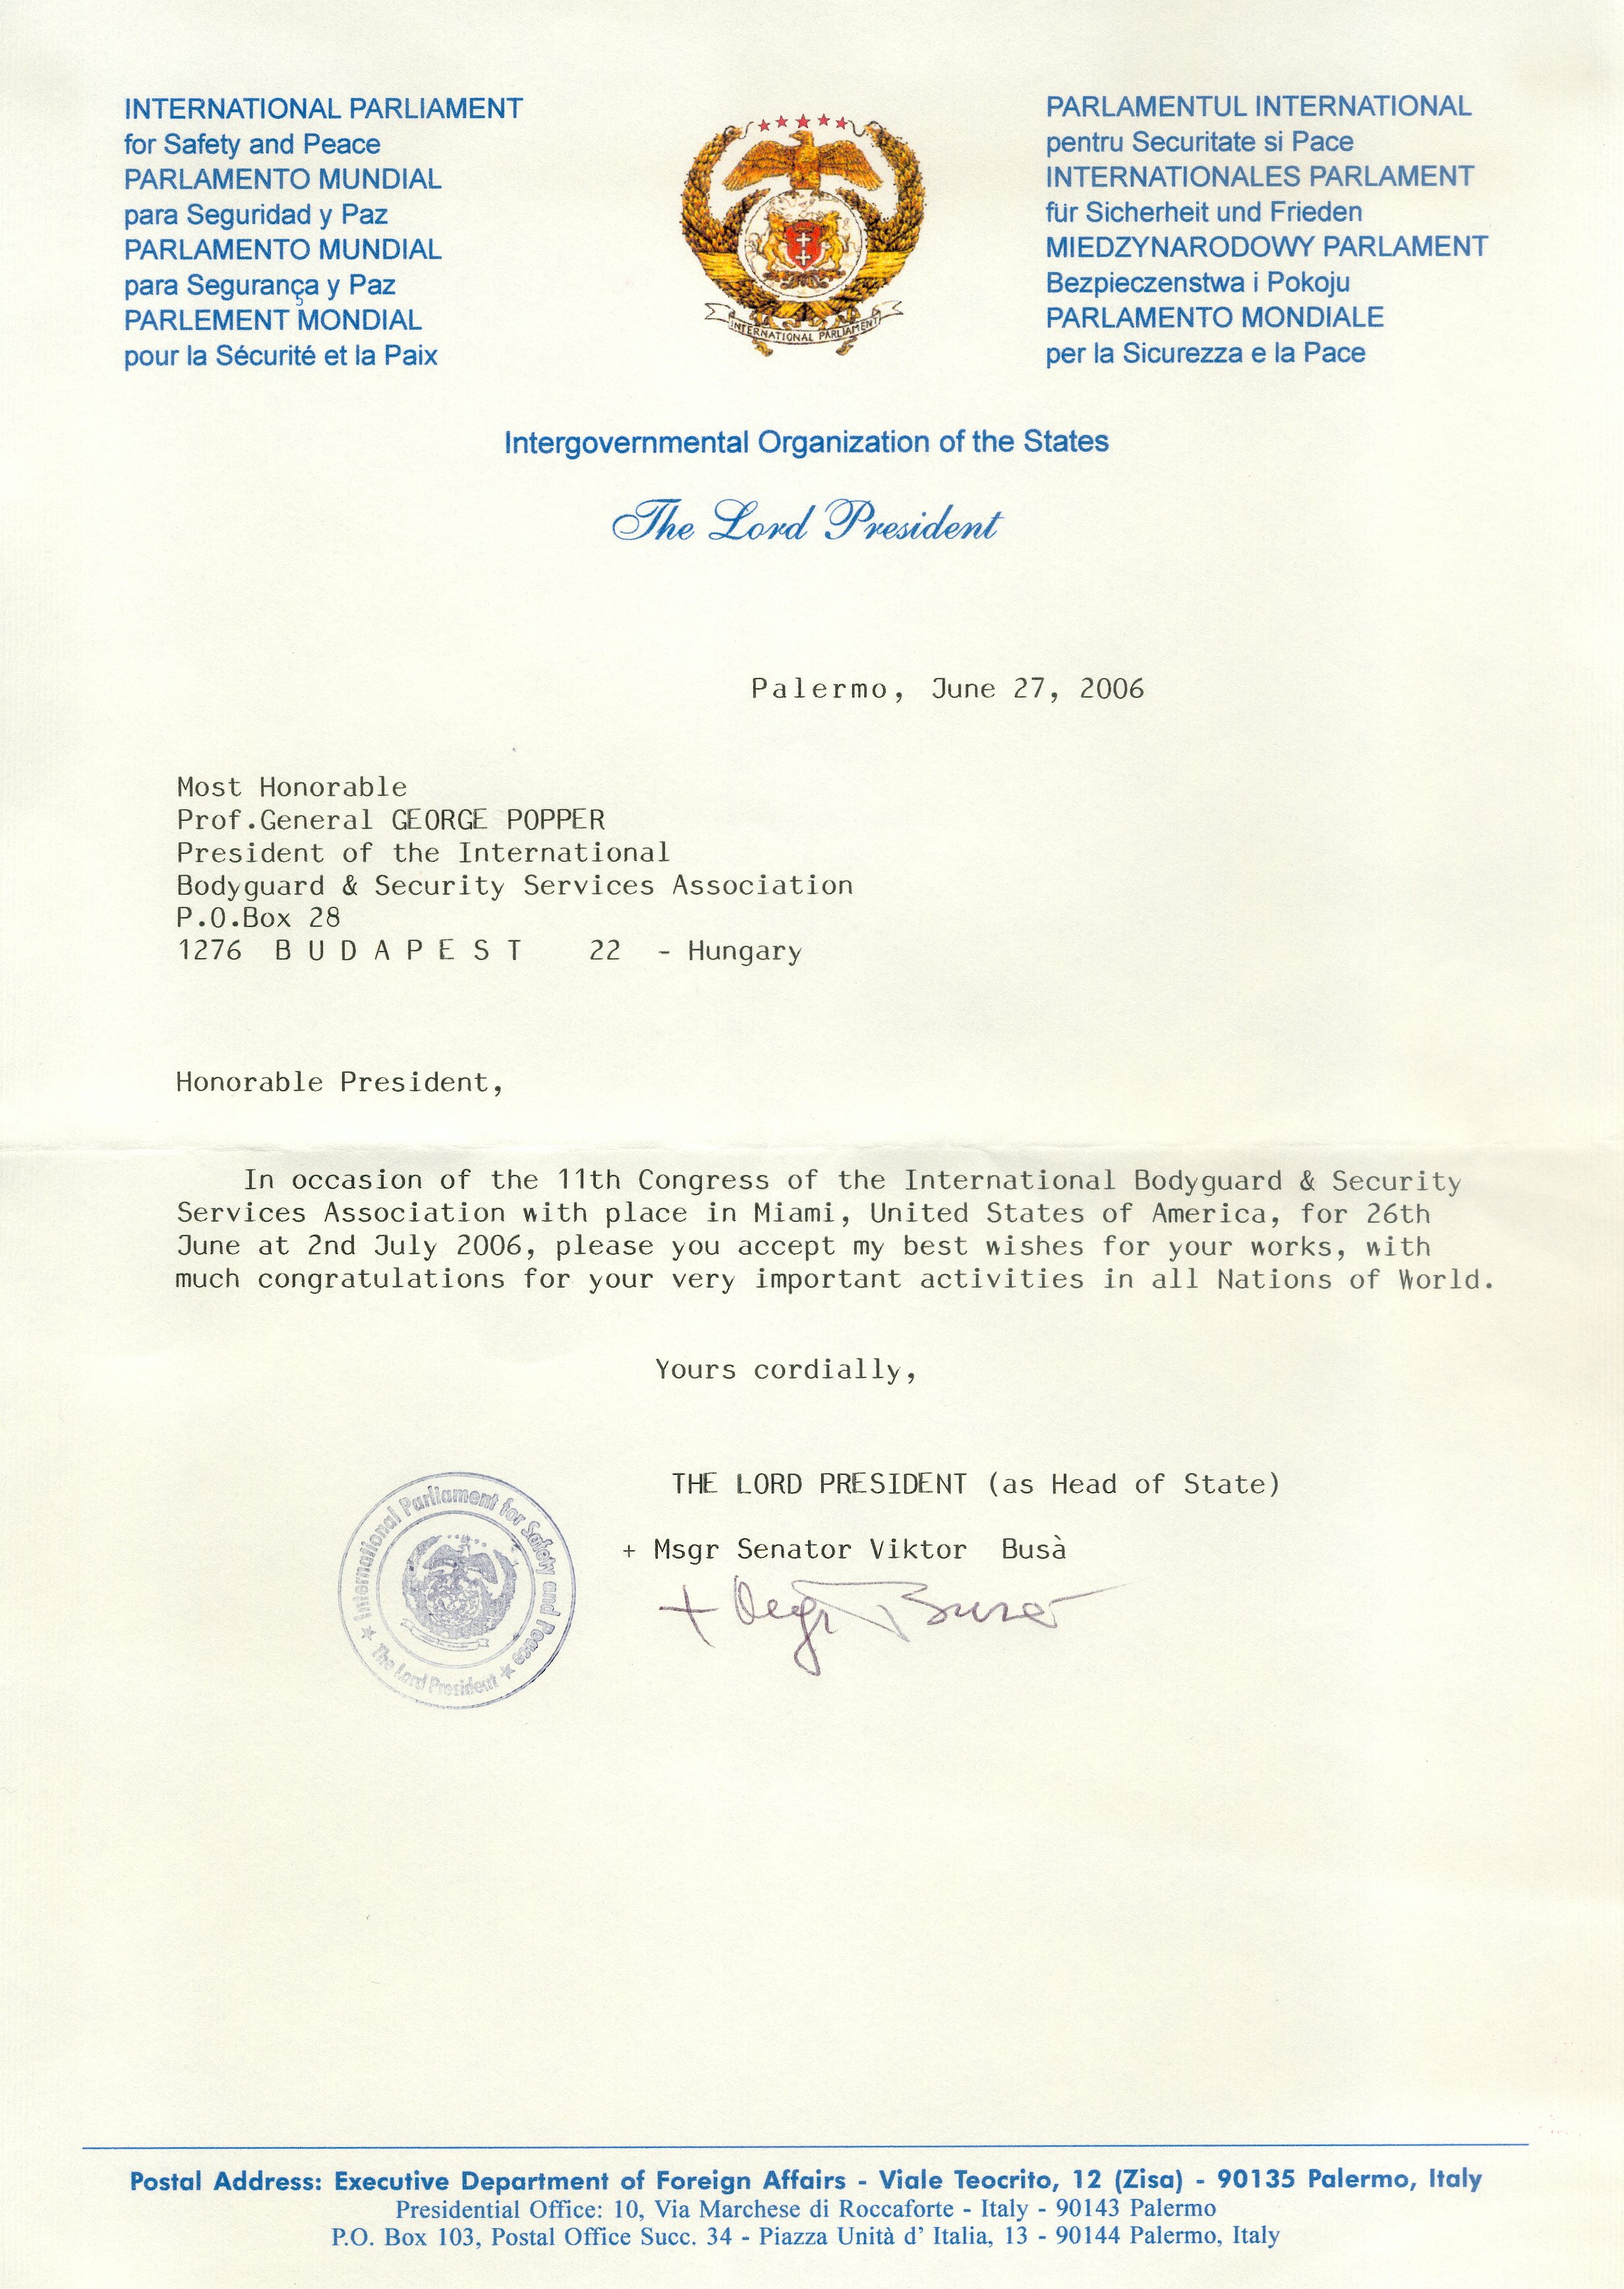 INTERNATIONAL PARLIAMENT
for Safety and Peace
PARLAMENTO MUNDIAL
para Seguridad y Paz
PARLAMENTO MUNDIAL
para Segurança y Paz
PARLEMENT MONDIAL
pour la Sécurité et la Paix
INTERNATIONAL PARLIAMENT
PARLAMENTUL INTERNATIONAL
pentru Securitate si Pace
INTERNATIONALES PARLAMENT
für Sicherheit und Frieden
MIEDZYNARODOWY PARLAMENT
Bezpieczenstwa i Pokoju
PARLAMENTO MONDIALE
per la Sicurezza e la Pace
Intergovernmental Organization of the States
The Lord President
Palermo, June 27, 2006
Most Honorable
Prof.General GEORGE POPPER
President of the International
Bodyguard & Security Services Association
P.O.Box 28
1276 B U D A P E S T 22 - Hungary
Honorable President,
In occasion of the 11th Congress of the International Bodyguard & Security
Services Association with place in Miami, United States of America, for 26th
June at 2nd July 2006, please you accept my best wishes for your works, with
much congratulations for your very important activities in all Nations of World.
Yours cordially,
THE LORD PRESIDENT (as Head of State)
+ Msgr Senator Viktor Busà
International Parliament for Safety and Peace
The Lord President
Postal Address: Executive Department of Foreign Affairs - Viale Teocrito, 12 (Zisa) - 90135 Palermo, Italy
Presidential Office: 10, Via Marchese di Roccaforte - Italy - 90143 Palermo
P.O. Box 103, Postal Office Succ. 34 - Piazza Unità d' Italia, 13 - 90144 Palermo, Italy